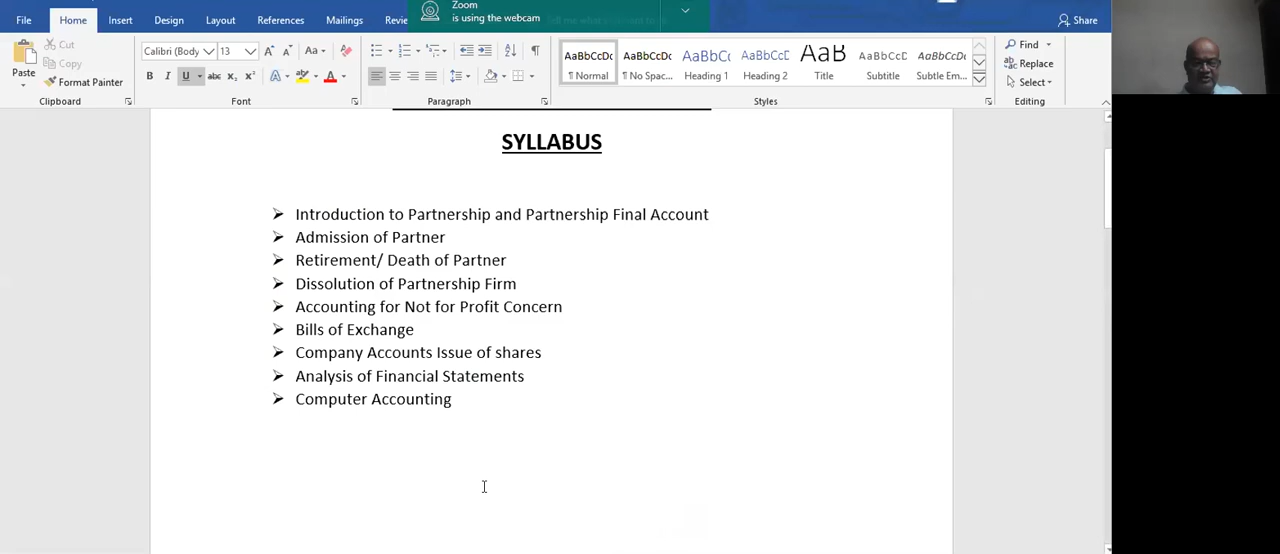 Zoom
is using the webcam
File Home Insert Design Layout References Mailings Revie Share
Paste
Cut
Copy
Format Painter
Clipboard
Calibri (Body 13 Aa
B I U abc X₂ X² A A
Font
Paragraph
AaBbCcDc AaBbCcDc AaBbC( AaBbCcD AaB AaBbCcD AaBbCcD
¶ Normal ¶ No Spac... Heading 1 Heading 2 Title Subtitle Subtle Em...
Styles
Find
Replace
Select
Editing
SYLLABUS
➢ Introduction to Partnership and Partnership Final Account
➢ Admission of Partner
➢ Retirement/ Death of Partner
➢ Dissolution of Partnership Firm
➢ Accounting for Not for Profit Concern
➢ Bills of Exchange
➢ Company Accounts Issue of shares
➢ Analysis of Financial Statements
➢ Computer Accounting